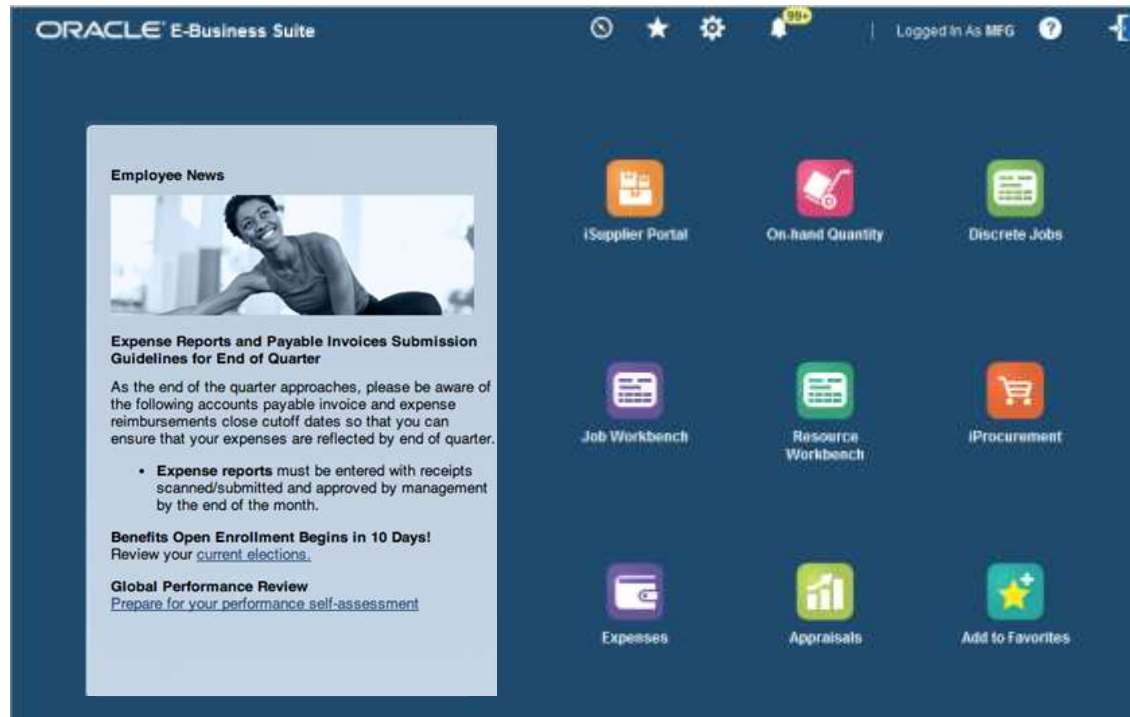 ORACLE E-Business Suite
99+
Logged In As MFG
?
Employee News
Expense Reports and Payable Invoices Submission
Guidelines for End of Quarter
As the end of the quarter approaches, please be aware of
the following accounts payable invoice and expense
reimbursements close cutoff dates so that you can
ensure that your expenses are reflected by end of quarter.
• Expense reports must be entered with receipts
scanned/submitted and approved by management
by the end of the month.
Benefits Open Enrollment Begins in 10 Days!
Review your current elections.
Global Performance Review
Prepare for your performance self-assessment
iSupplier Portal
On-hand Quantity
Discrete Jobs
Job Workbench
Resource
Workbench
iProcurement
Expenses
Appraisals
Add to Favorites